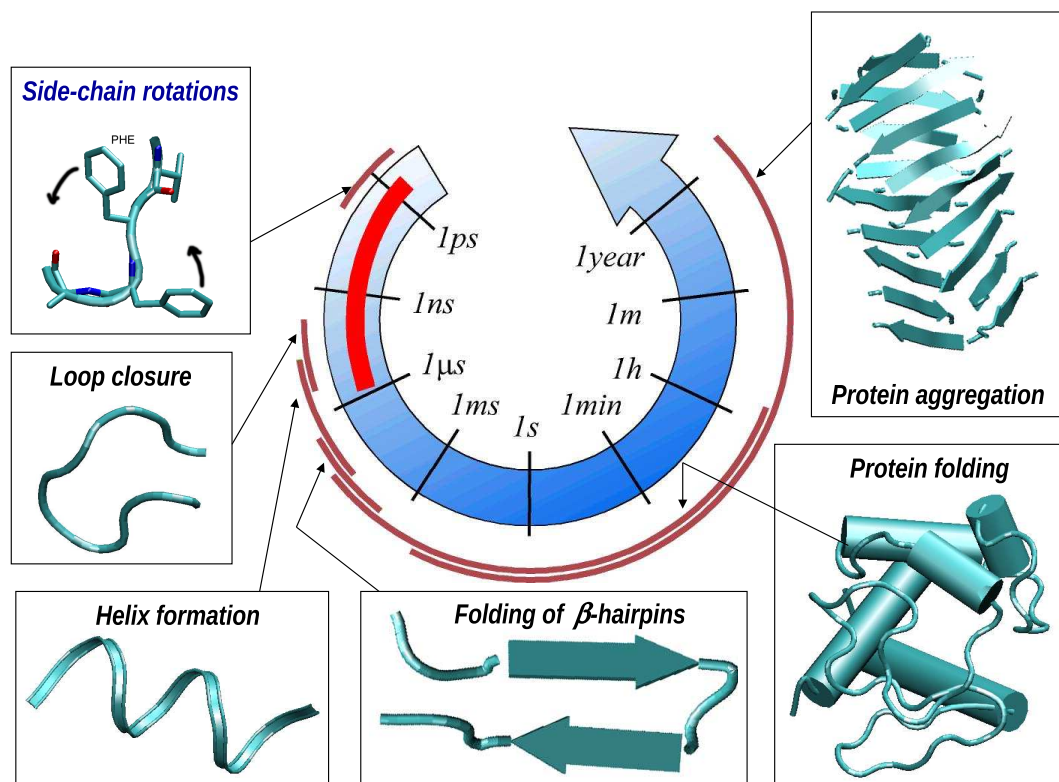 Side-chain rotations
PHE
1ps
1ns
1μs
1ms
1s
1min
1h
1m
1year
Protein aggregation
Loop closure
Protein folding
Helix formation
Folding of β-hairpins